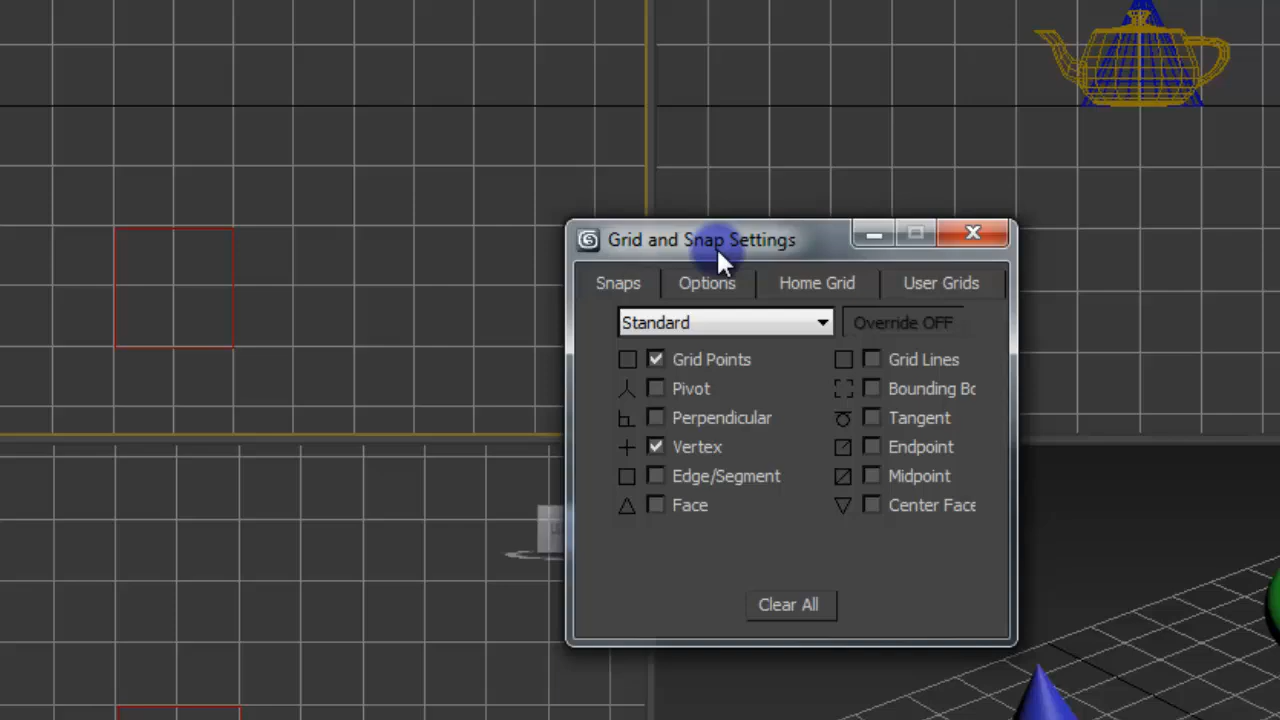 Grid and Snap Settings
Snaps Options Home Grid User Grids
Standard Override OFF
Grid Points Grid Lines
Pivot Bounding Bo
Perpendicular Tangent
Vertex Endpoint
Edge/Segment Midpoint
Face Center Face
Clear All